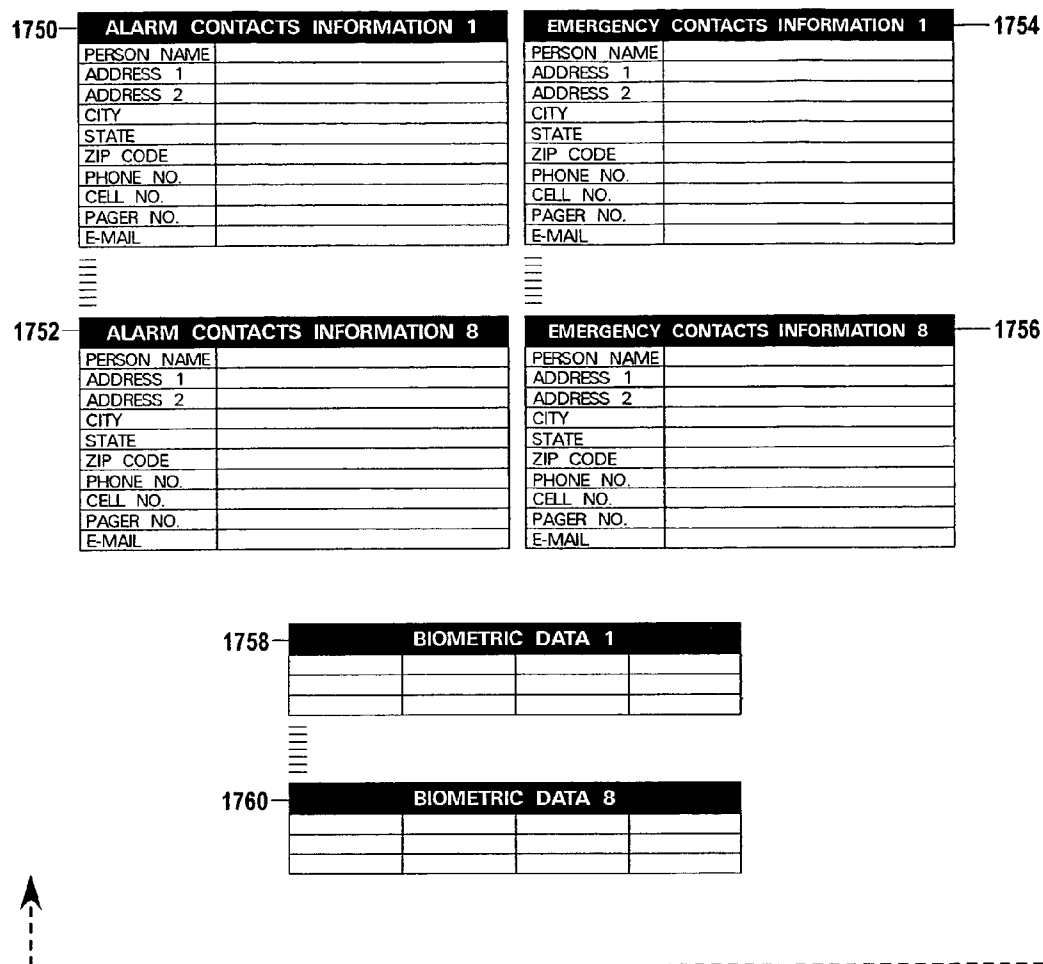 1750 ALARM CONTACTS INFORMATION 1
PERSON NAME
ADDRESS 1
ADDRESS 2
CITY
STATE
ZIP CODE
PHONE NO.
CELL NO.
PAGER NO.
E-MAIL
EMERGENCY CONTACTS INFORMATION 1 1754
PERSON NAME
ADDRESS 1
ADDRESS 2
CITY
STATE
ZIP CODE
PHONE NO.
CELL NO.
PAGER NO.
E-MAIL
1752 ALARM CONTACTS INFORMATION 8
PERSON NAME
ADDRESS 1
ADDRESS 2
CITY
STATE
ZIP CODE
PHONE NO.
CELL NO.
PAGER NO.
E-MAIL
EMERGENCY CONTACTS INFORMATION 8 1756
PERSON NAME
ADDRESS 1
ADDRESS 2
CITY
STATE
ZIP CODE
PHONE NO.
CELL NO.
PAGER NO.
E-MAIL
1758 BIOMETRIC DATA 1
1760 BIOMETRIC DATA 8